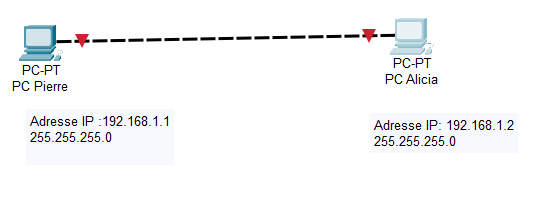 PC-PT
PC Pierre
PC-PT
PC Alicia
Adresse IP :192.168.1.1
255.255.255.0
Adresse IP: 192.168.1.2
255.255.255.0